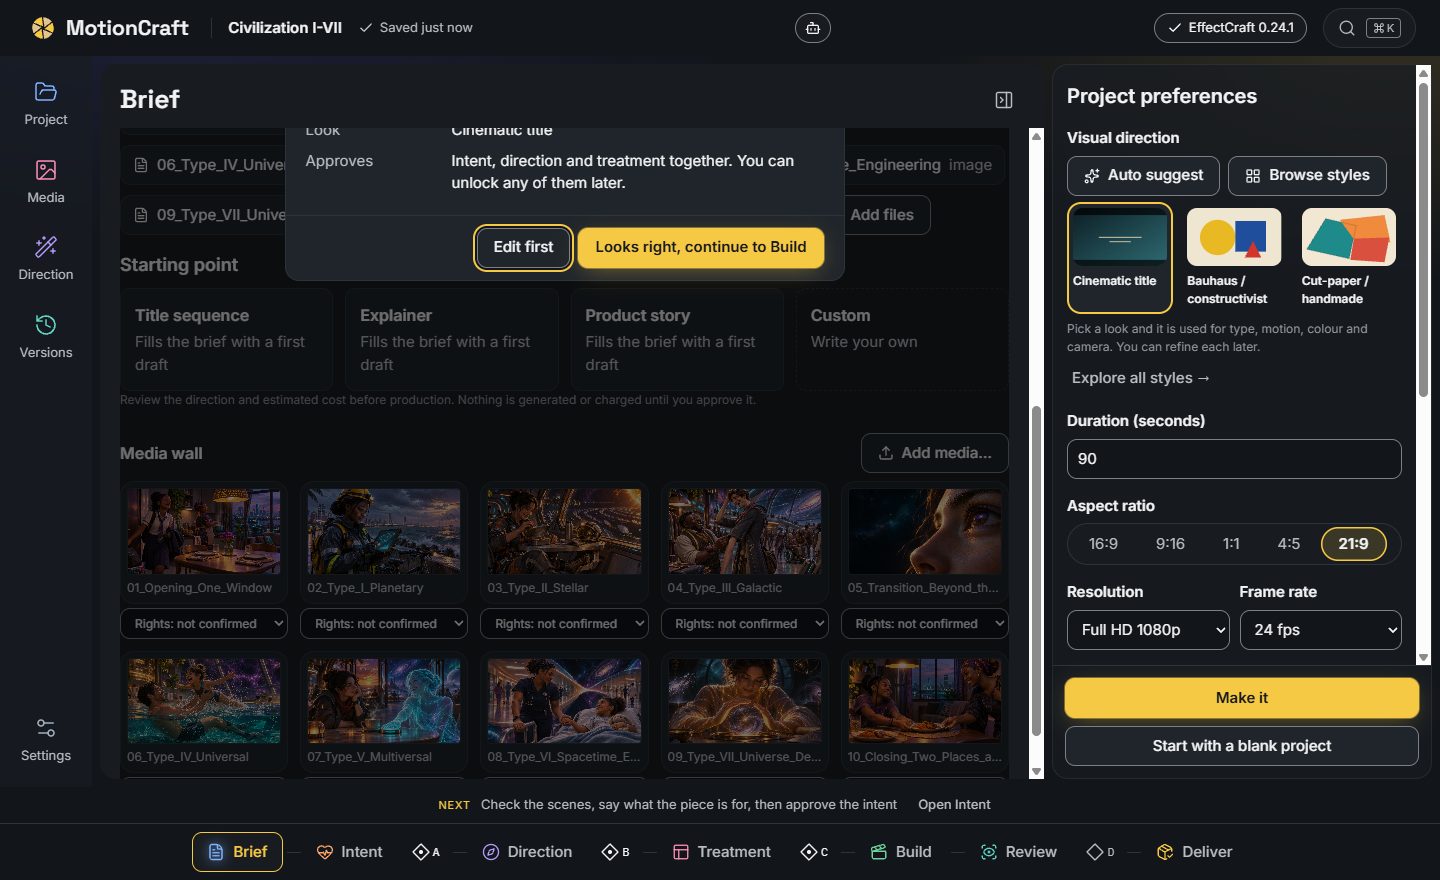 MotionCraft
Civilization I-VII
Saved just now
EffectCraft 0.24.1
⌘K
Project
Media
Direction
Versions
Settings
Brief
Look
Cinematic title
Approves
Intent, direction and treatment together. You can
unlock any of them later.
Edit first
Looks right, continue to Build
06_Type_IV_Univer
e_Engineering image
09_Type_VII_Unive
Add files
Starting point
Title sequence
Fills the brief with a first
draft
Explainer
Fills the brief with a first
draft
Product story
Fills the brief with a first
draft
Custom
Write your own
Review the direction and estimated cost before production. Nothing is generated or charged until you approve it.
Media wall
Add media...
01_Opening_One_Window
02_Type_I_Planetary
03_Type_II_Stellar
04_Type_III_Galactic
05_Transition_Beyond_th...
Rights: not confirmed
Rights: not confirmed
Rights: not confirmed
Rights: not confirmed
Rights: not confirmed
06_Type_IV_Universal
07_Type_V_Multiversal
08_Type_VI_Spacetime_E...
09_Type_VII_Universe_De...
10_Closing_Two_Places_a...
Project preferences
Visual direction
Auto suggest
Browse styles
Cinematic title
Bauhaus /
constructivist
Cut-paper /
handmade
Pick a look and it is used for type, motion, colour and
camera. You can refine each later.
Explore all styles →
Duration (seconds)
90
Aspect ratio
16:9
9:16
1:1
4:5
21:9
Resolution
Frame rate
Full HD 1080p
24 fps
Make it
Start with a blank project
NEXT Check the scenes, say what the piece is for, then approve the intent Open Intent
Brief
Intent
A
Direction
B
Treatment
C
Build
Review
D
Deliver